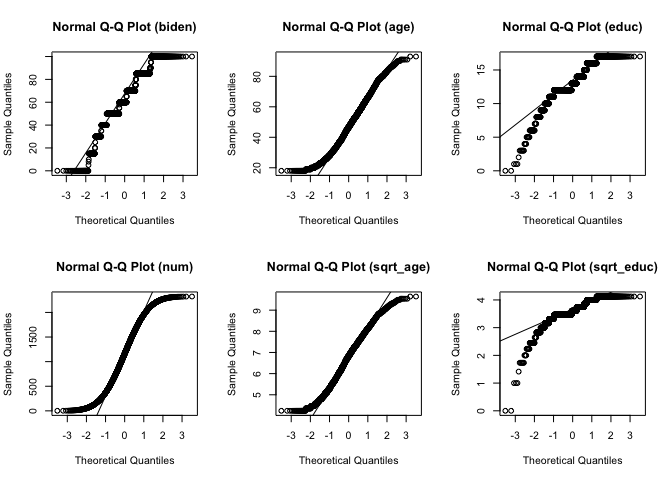 Normal Q-Q Plot (biden)
Sample Quantiles
0 20 40 60 80
-3 -2 -1 0 1 2 3
Theoretical Quantiles
Normal Q-Q Plot (age)
Sample Quantiles
20 40 60 80
-3 -2 -1 0 1 2 3
Theoretical Quantiles
Normal Q-Q Plot (educ)
Sample Quantiles
0 5 10 15
-3 -2 -1 0 1 2 3
Theoretical Quantiles
Normal Q-Q Plot (num)
Sample Quantiles
0 500 1500
-3 -2 -1 0 1 2 3
Theoretical Quantiles
Normal Q-Q Plot (sqrt_age)
Sample Quantiles
5 6 7 8 9
-3 -2 -1 0 1 2 3
Theoretical Quantiles
Normal Q-Q Plot (sqrt_educ)
Sample Quantiles
0 1 2 3 4
-3 -2 -1 0 1 2 3
Theoretical Quantiles